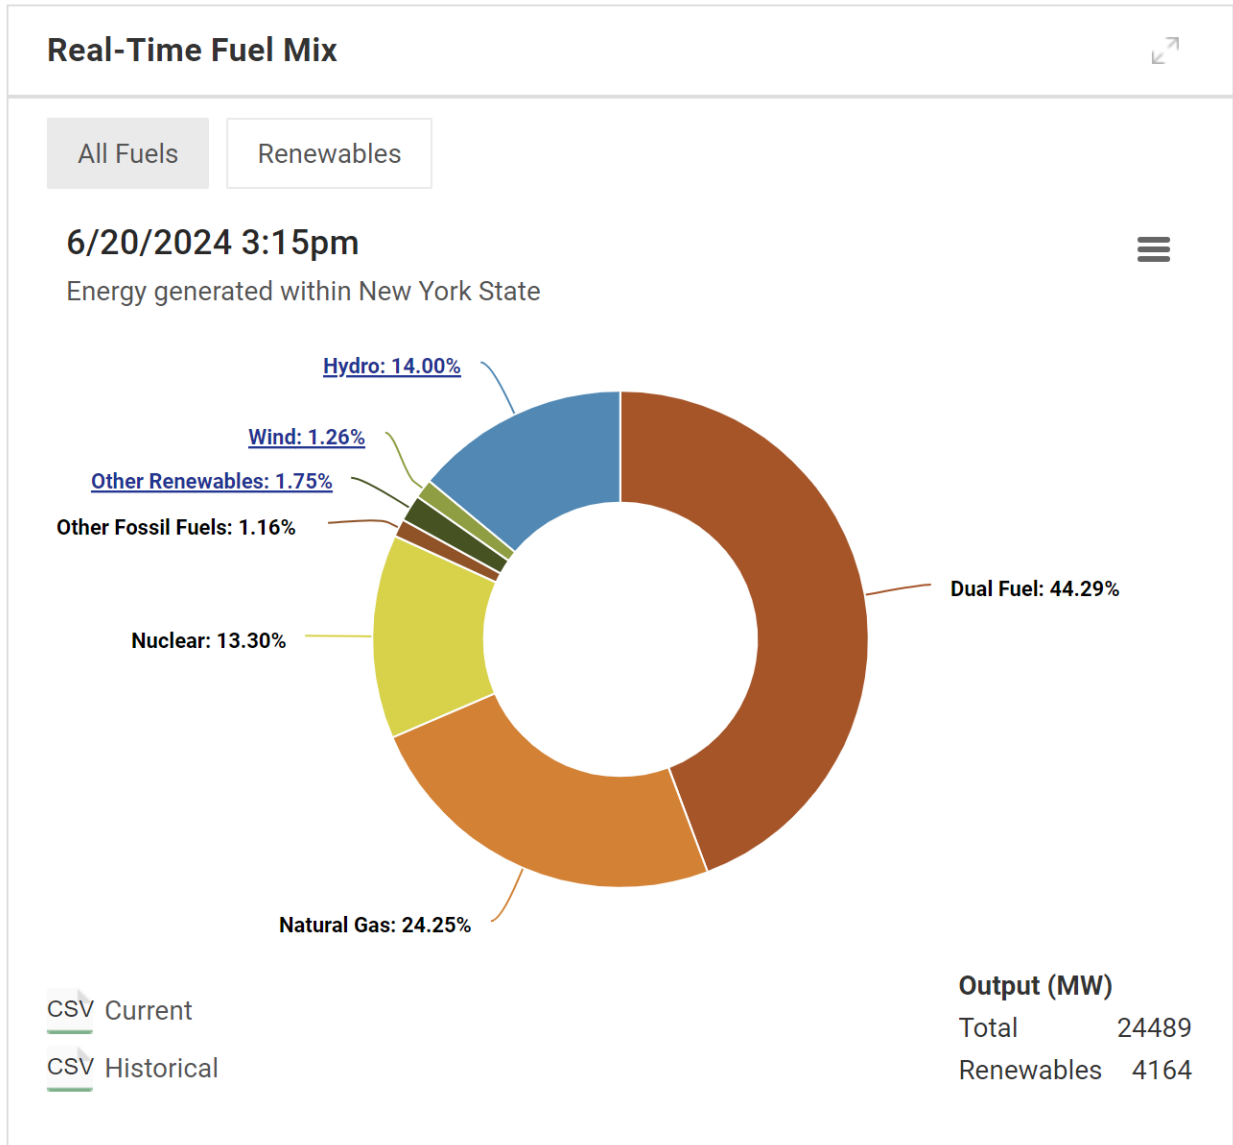 Real-Time Fuel Mix
All Fuels
Renewables
6/20/2024 3:15pm
Energy generated within New York State
Hydro: 14.00%
Wind: 1.26%
Other Renewables: 1.75%
Other Fossil Fuels: 1.16%
Dual Fuel: 44.29%
Nuclear: 13.30%
Natural Gas: 24.25%
CSV Current
CSV Historical
Output (MW)
Total 24489
Renewables 4164